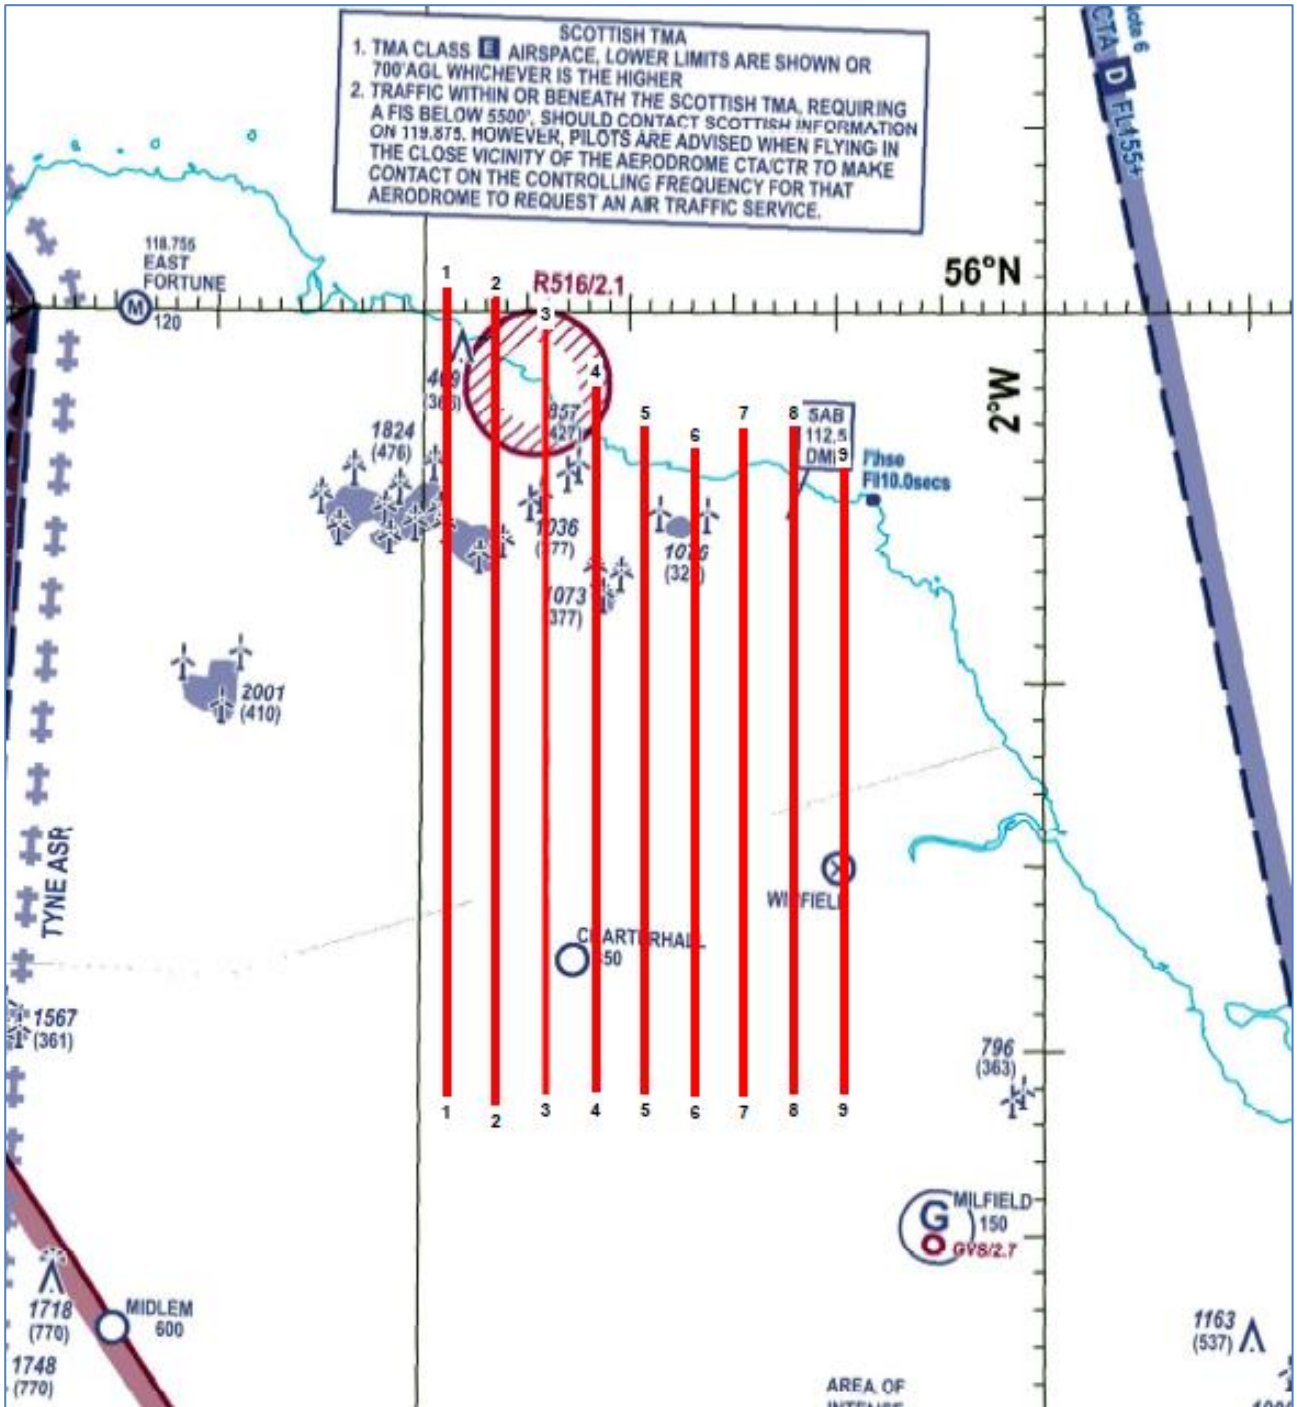 SCOTTISH TMA
1. TMA CLASS E AIRSPACE, LOWER LIMITS ARE SHOWN OR
700'AGL WHICHEVER IS THE HIGHER
2. TRAFFIC WITHIN OR BENEATH THE SCOTTISH TMA, REQUIRING
A FIS BELOW 5500', SHOULD CONTACT SCOTTISH INFORMATION
ON 119.875. HOWEVER, PILOTS ARE ADVISED WHEN FLYING IN
THE CLOSE VICINITY OF THE AERODROME CTA/CTR TO MAKE
CONTACT ON THE CONTROLLING FREQUENCY FOR THAT
AERODROME TO REQUEST AN AIR TRAFFIC SERVICE.
Note 6
CTA D FL155+
118.755
EAST
FORTUNE
M
120
56°N
2°W
R516/2.1
1
2
3
4
5
6
7
8
9
SAB
112.5
Fl10.0secs
857
(427)
1824
(476)
1036
1073
(377)
2001
(410)
TYNE ASR
CHARTERHALL
1567
(361)
796
(363)
1
2
3
4
5
6
7
8
9
G
MILFIELD
150
GVS/2.7
1718
(770)
MIDLEM
600
1748
(770)
1163
(537)
AREA OF
INTENSE